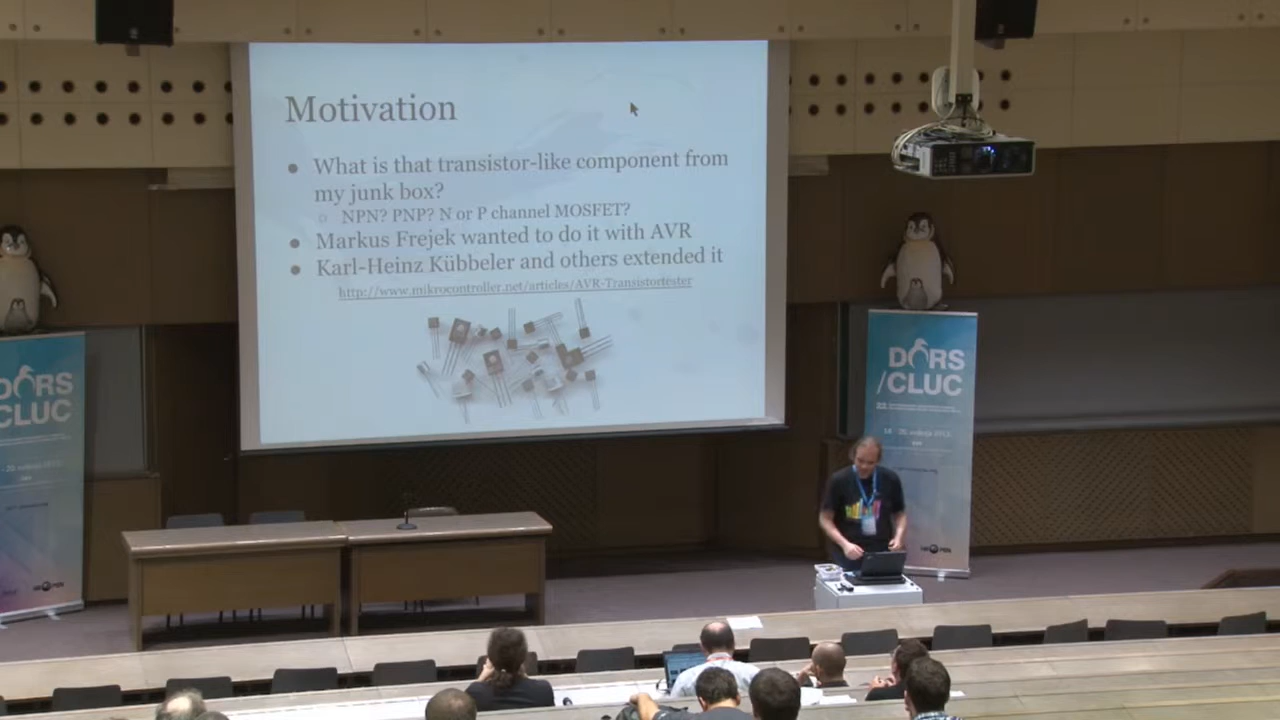 Motivation
● What is that transistor-like component from
my junk box?
○ NPN? PNP? N or P channel MOSFET?
● Markus Frejek wanted to do it with AVR
● Karl-Heinz Kübbeler and others extended it
http://www.mikrocontroller.net/articles/AVR-Transistortester
DORS
/CLUC
DORS
CLUC